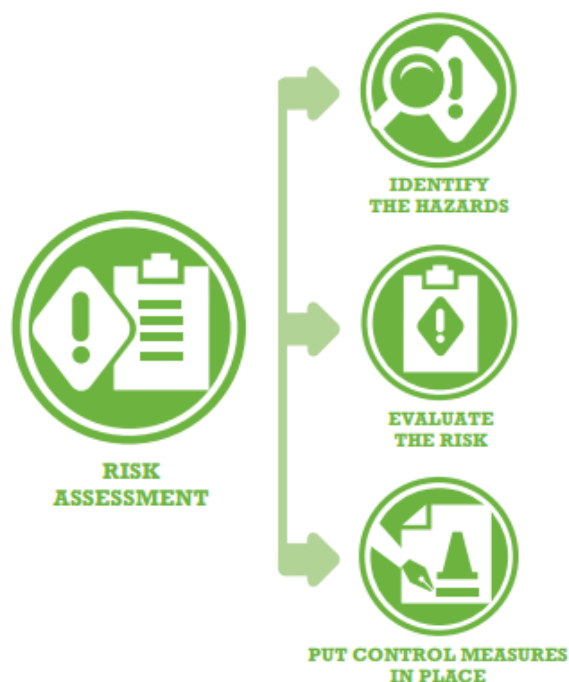 IDENTIFY
THE HAZARDS
EVALUATE
THE RISK
RISK
ASSESSMENT
PUT CONTROL MEASURES
IN PLACE